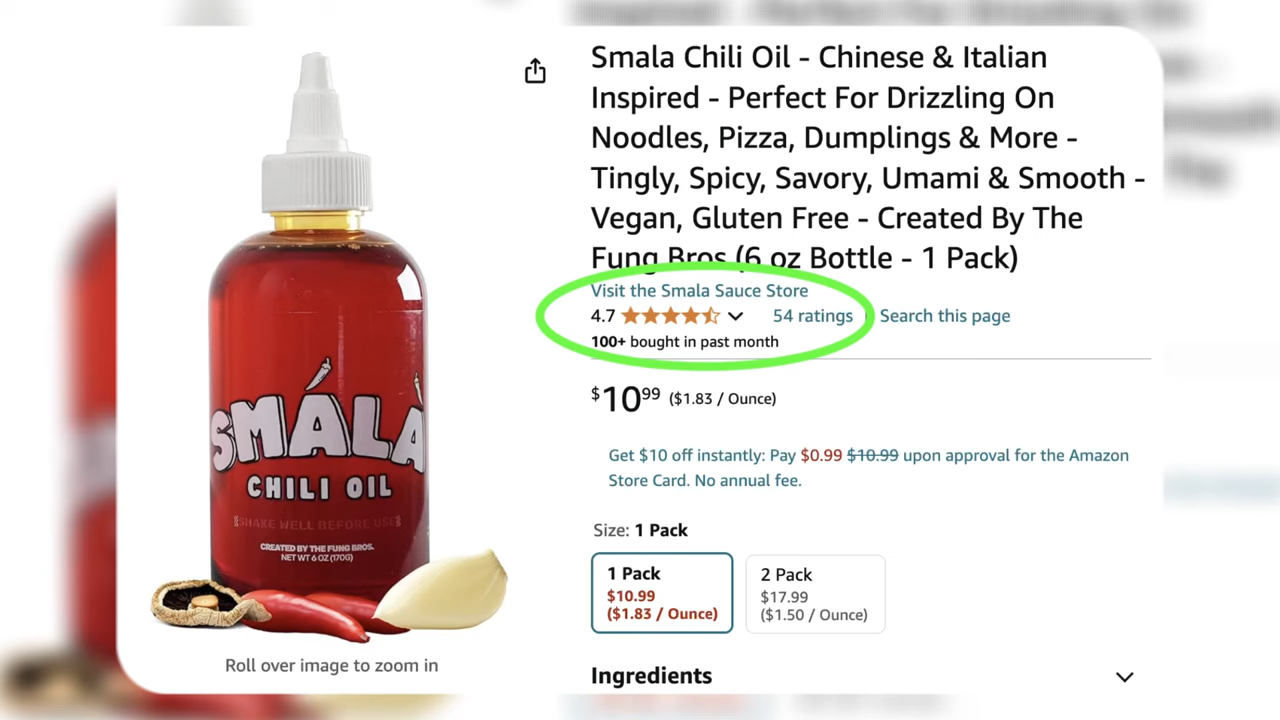 SMÁLÀ
CHILI OIL
SHAKE WELL BEFORE USE
CREATED BY THE FUNG BROS.
NET WT 6 OZ (170G)
Roll over image to zoom in
Smala Chili Oil - Chinese & Italian
Inspired - Perfect For Drizzling On
Noodles, Pizza, Dumplings & More -
Tingly, Spicy, Savory, Umami & Smooth -
Vegan, Gluten Free - Created By The
Fung Bros (6 oz Bottle - 1 Pack)
Visit the Smala Sauce Store
4.7 54 ratings Search this page
100+ bought in past month
$10.99 ($1.83 / Ounce)
Get $10 off instantly: Pay $0.99 $10.99 upon approval for the Amazon
Store Card. No annual fee.
Size: 1 Pack
1 Pack
$10.99
($1.83 / Ounce)
2 Pack
$17.99
($1.50 / Ounce)
Ingredients